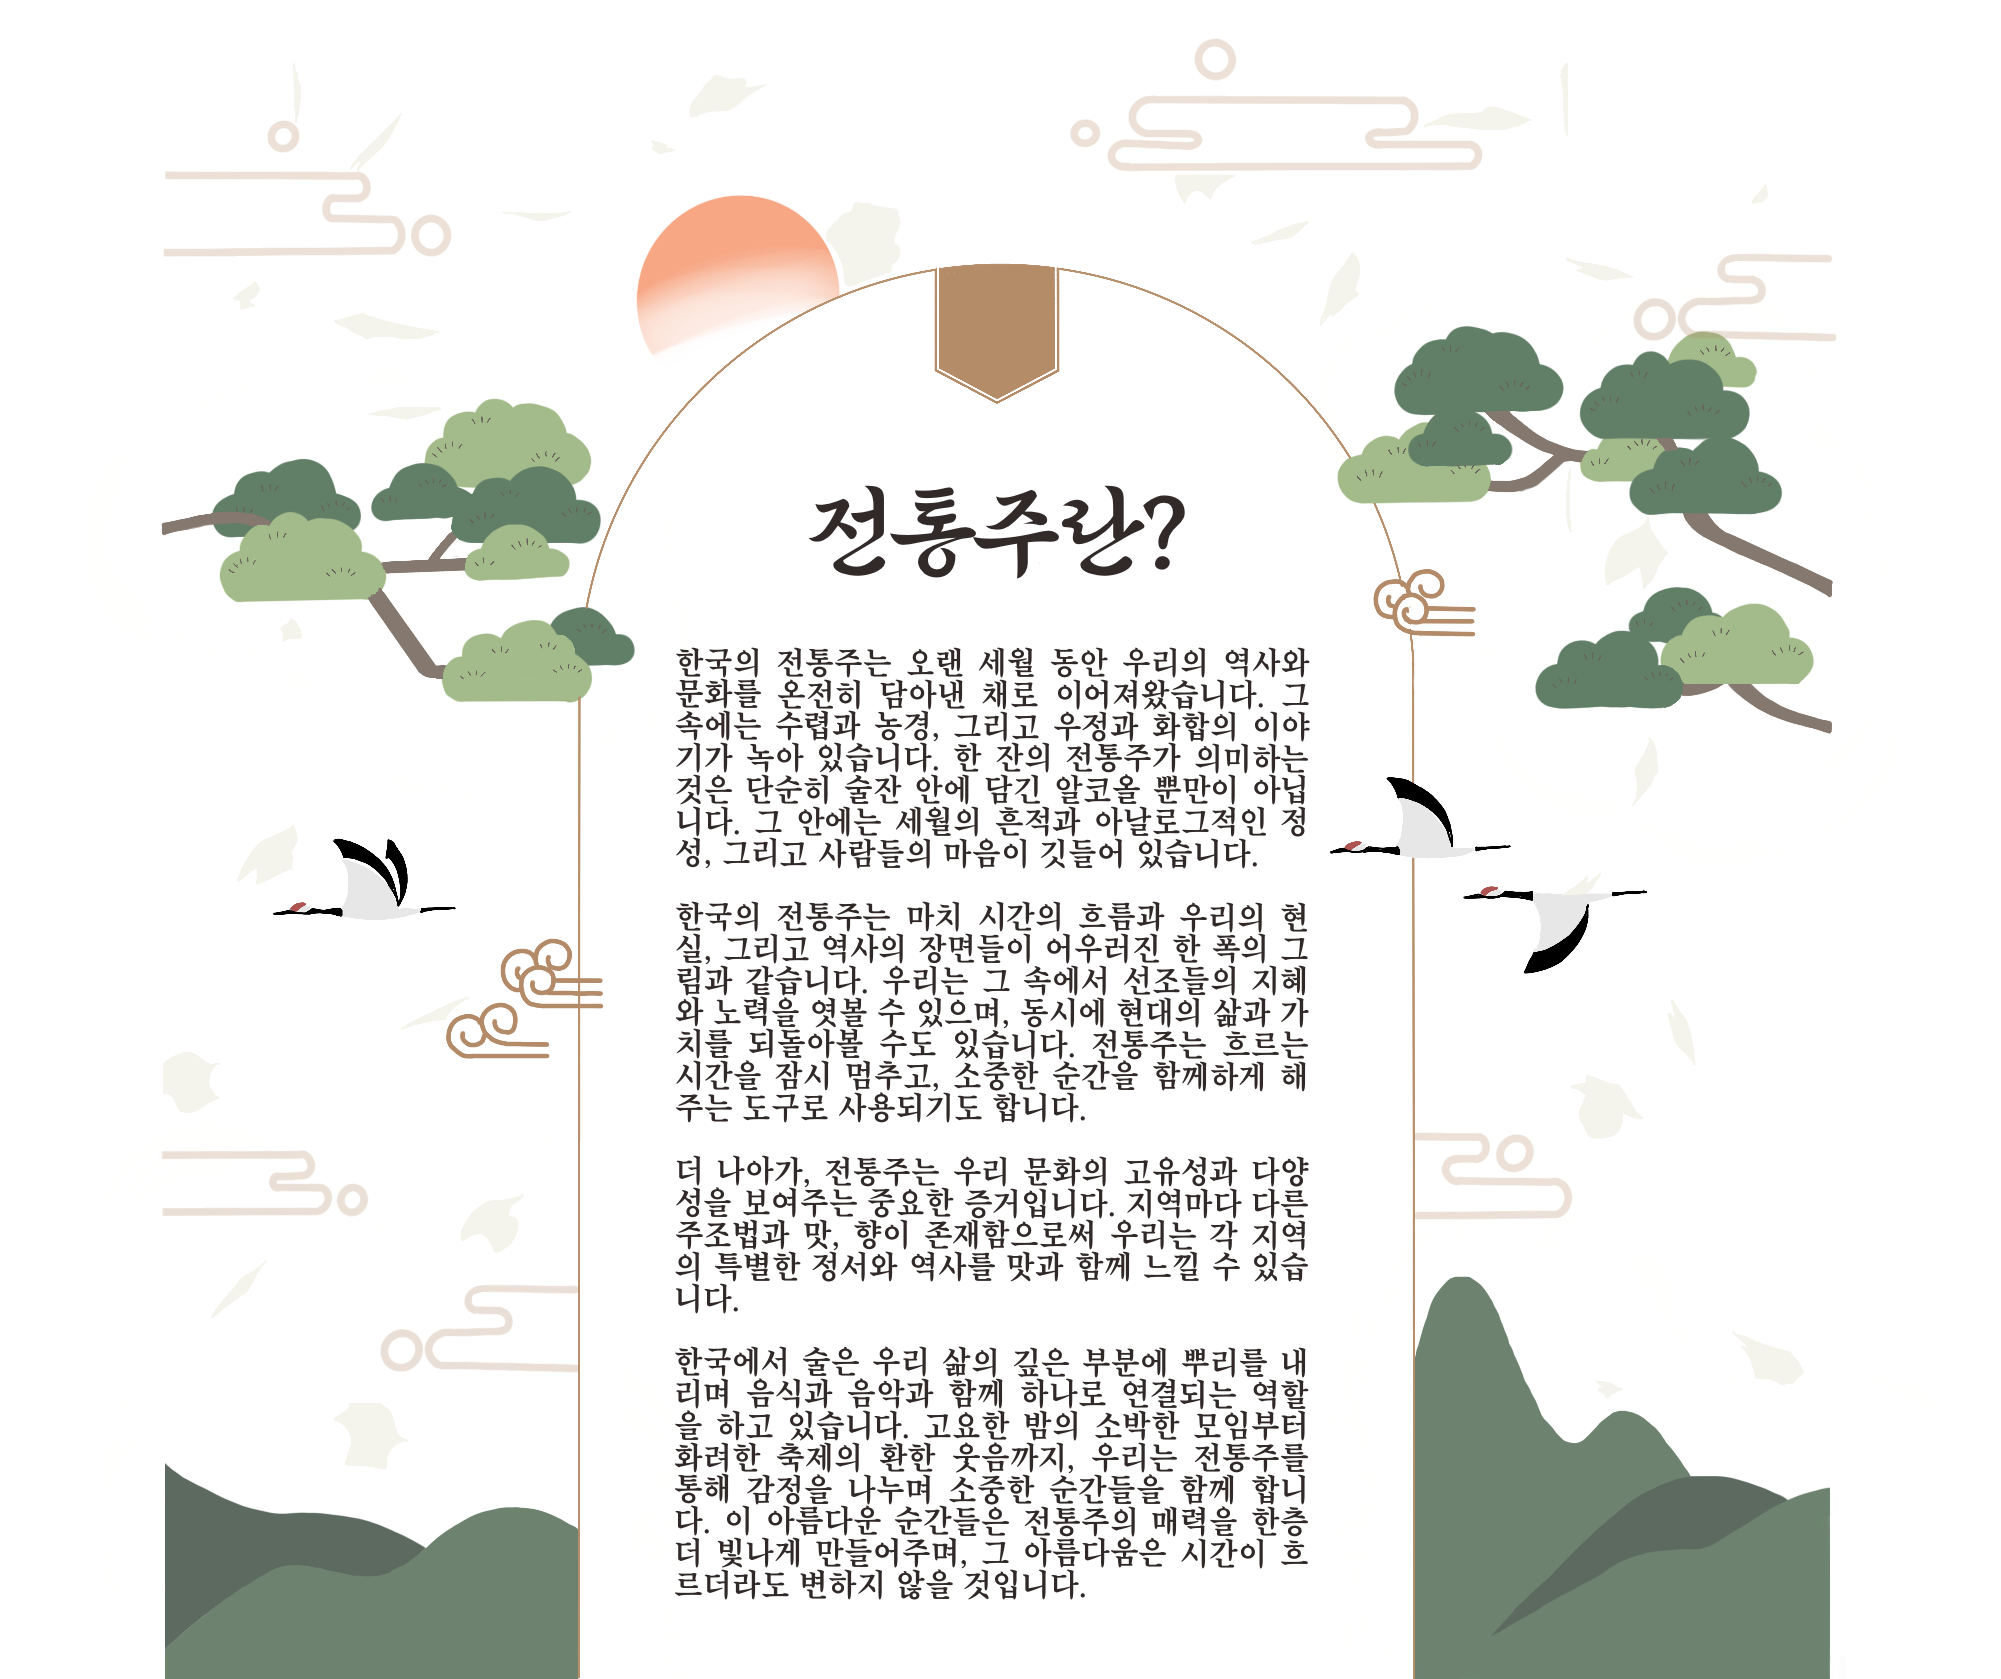 전통주란?
한국의 전통주는 오랜 세월 동안 우리의 역사와
문화를 온전히 담아낸 채로 이어져왔습니다. 그
속에는 수렵과 농경, 그리고 우정과 화합의 이야
기가 녹아 있습니다. 한 잔의 전통주가 의미하는
것은 단순히 술잔 안에 담긴 알코올 뿐만이 아닙
니다. 그 안에는 세월의 흔적과 아날로그적인 정
성, 그리고 사람들의 마음이 깃들어 있습니다.
한국의 전통주는 마치 시간의 흐름과 우리의 현
실, 그리고 역사의 장면들이 어우러진 한 폭의 그
림과 같습니다. 우리는 그 속에서 선조들의 지혜
와 노력을 엿볼 수 있으며, 동시에 현대의 삶과 가
치를 되돌아볼 수도 있습니다. 전통주는 흐르는
시간을 잠시 멈추고, 소중한 순간을 함께하게 해
주는 도구로 사용되기도 합니다.
더 나아가, 전통주는 우리 문화의 고유성과 다양
성을 보여주는 중요한 증거입니다. 지역마다 다른
주조법과 맛, 향이 존재함으로써 우리는 각 지역
의 특별한 정서와 역사를 맛과 함께 느낄 수 있습
니다.
한국에서 술은 우리 삶의 깊은 부분에 뿌리를 내
리며 음식과 음악과 함께 하나로 연결되는 역할
을 하고 있습니다. 고요한 밤의 소박한 모임부터
화려한 축제의 환한 웃음까지, 우리는 전통주를
통해 감정을 나누며 소중한 순간들을 함께 합니
다. 이 아름다운 순간들은 전통주의 매력을 한층
더 빛나게 만들어주며, 그 아름다움은 시간이 흐
르더라도 변하지 않을 것입니다.